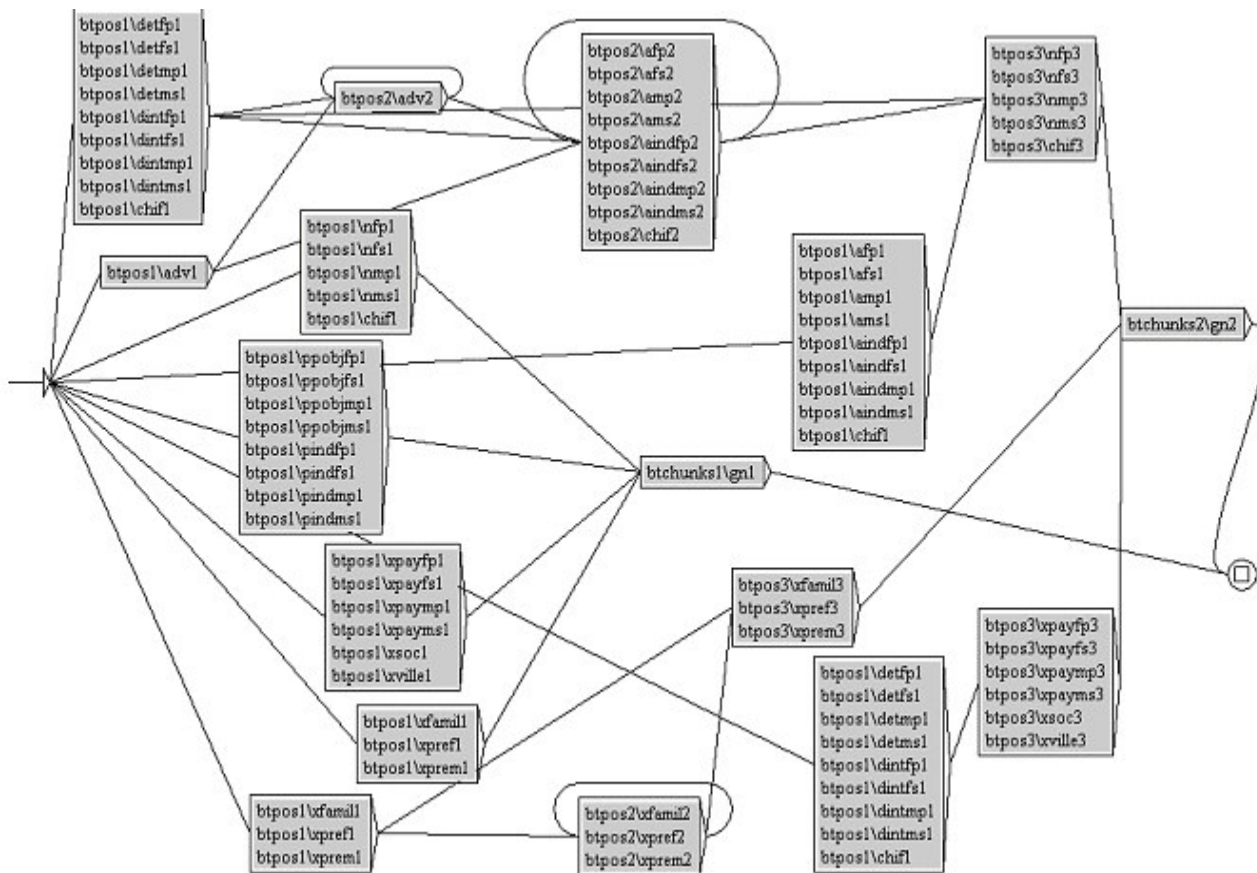 btpos1\detfp1
btpos1\detfs1
btpos1\detmp1
btpos1\detms1
btpos1\dintfp1
btpos1\dintfs1
btpos1\dintmp1
btpos1\dintms1
btpos1\chif1
btpos2\adv2
btpos2\afp2
btpos2\afs2
btpos2\amp2
btpos2\ams2
btpos2\aindfp2
btpos2\aindfs2
btpos2\aindmp2
btpos2\aindms2
btpos2\chif2
btpos3\nfp3
btpos3\nfs3
btpos3\nmp3
btpos3\nms3
btpos3\chif3
btpos1\adv1
btpos1\nfp1
btpos1\nfs1
btpos1\nmp1
btpos1\nms1
btpos1\chif1
btpos1\afp1
btpos1\afs1
btpos1\amp1
btpos1\ams1
btpos1\aindfp1
btpos1\aindfs1
btpos1\aindmp1
btpos1\aindms1
btpos1\chif1
btchunks2\gn2
btpos1\ppobjfp1
btpos1\ppobjfs1
btpos1\ppobjmp1
btpos1\ppobjms1
btpos1\pindfp1
btpos1\pindfs1
btpos1\pindmp1
btpos1\pindms1
btchunks1\gn1
btpos1\xpayfp1
btpos1\xpayfs1
btpos1\xpaymp1
btpos1\xpayms1
btpos1\xsoc1
btpos1\xville1
btpos3\xfamil3
btpos3\xpref3
btpos3\xprem3
btpos3\xpayfp3
btpos3\xpayfs3
btpos3\xpaymp3
btpos3\xpayms3
btpos3\xsoc3
btpos3\xville3
btpos1\detfp1
btpos1\detfs1
btpos1\detmp1
btpos1\detms1
btpos1\dintfp1
btpos1\dintfs1
btpos1\dintmp1
btpos1\dintms1
btpos1\chif1
btpos1\xfamil1
btpos1\xpref1
btpos1\xprem1
btpos1\xfamil1
btpos1\xpref1
btpos1\xprem1
btpos2\xfamil2
btpos2\xpref2
btpos2\xprem2